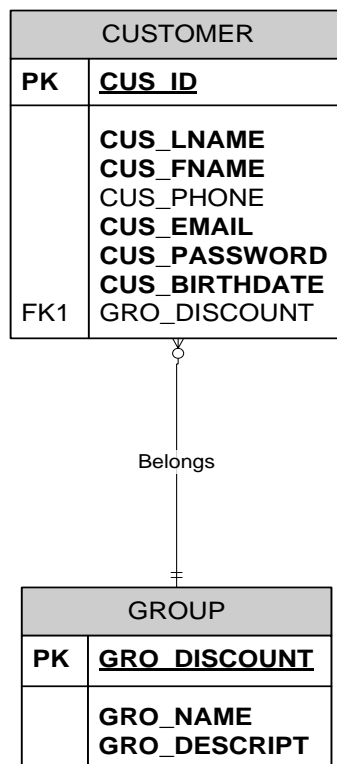 CUSTOMER
PK CUS_ID
CUS_LNAME
CUS_FNAME
CUS_PHONE
CUS_EMAIL
CUS_PASSWORD
CUS_BIRTHDATE
FK1 GRO_DISCOUNT
Belongs
GROUP
PK GRO_DISCOUNT
GRO_NAME
GRO_DESCRIPT